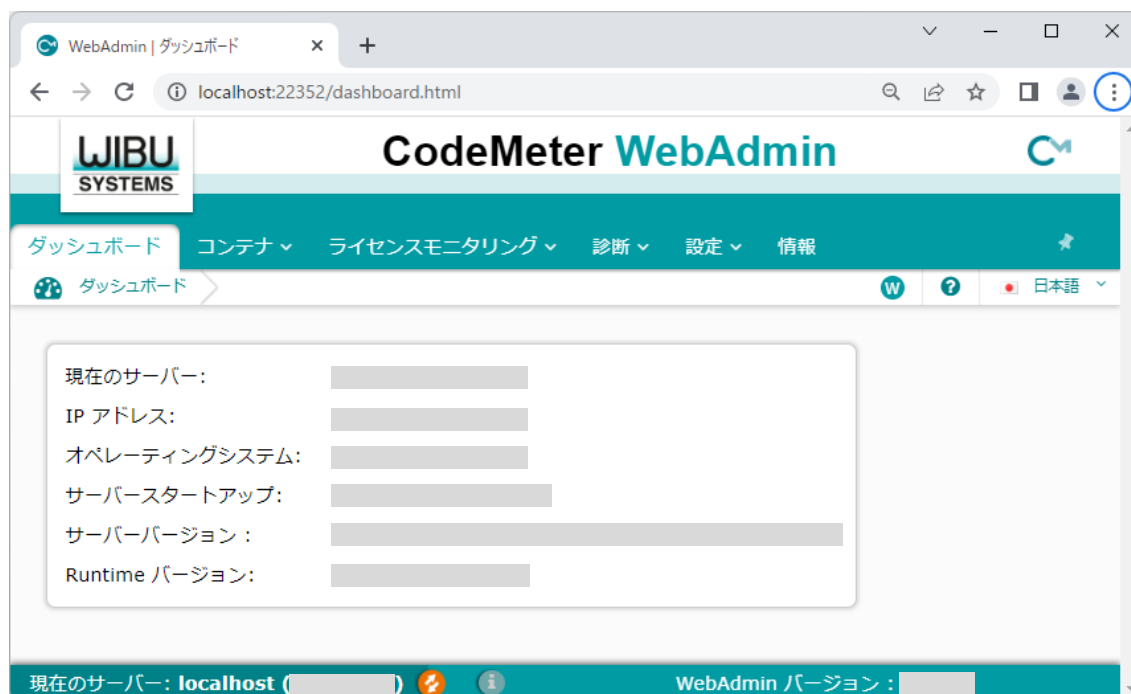 WebAdmin | ダッシュボード
localhost:22352/dashboard.html
WIBU
SYSTEMS
CodeMeter WebAdmin
CM
ダッシュボード コンテナ ライセンスモニタリング 診断 設定 情報
ダッシュボード
W ? 日本語
現在のサーバー:
IP アドレス:
オペレーティングシステム:
サーバースタートアップ:
サーバーバージョン :
Runtime バージョン:
現在のサーバー: localhost ( ) i WebAdmin バージョン :